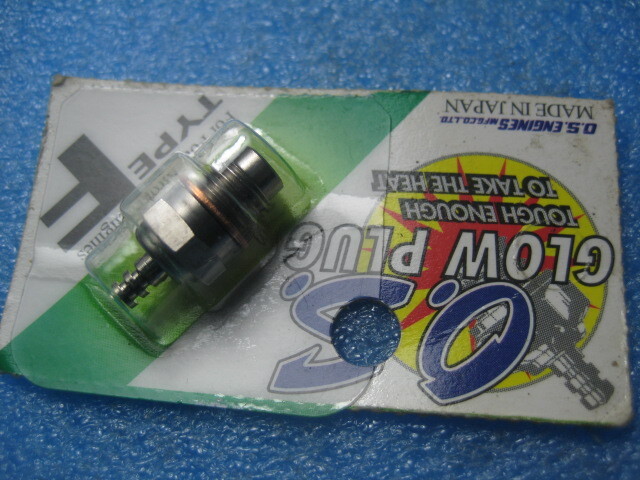 O.S.
GLOW PLUG
TOUGH ENOUGH
TO TAKE THE HEAT
O.S. ENGINES MFG.CO.LTD.
MADE IN JAPAN
TYPE
F